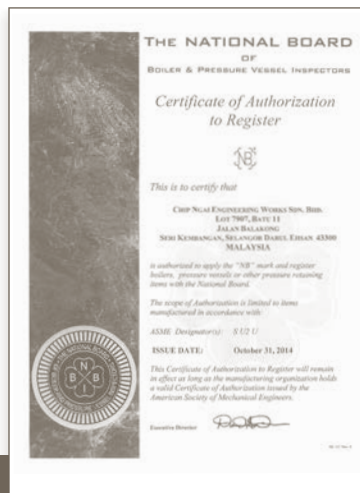 THE NATIONAL BOARD
OF
BOILER & PRESSURE VESSEL INSPECTORS
Certificate of Authorization
to Register
NB
This is to certify that
CHIP NGAI ENGINEERING WORKS SDN. BHD.
LOT 7907, BATU 11
JALAN BALAKONG
SERI KEMBANGAN, SELANGOR DARUL EHSAN 43300
MALAYSIA
is authorized to apply the "NB" mark and register
boilers, pressure vessels or other pressure retaining
items with the National Board.
The scope of Authorization is limited to items
manufactured in accordance with:
ASME Designator(s): S U2 U
ISSUE DATE: October 31, 2014
This Certificate of Authorization to Register will remain
in effect as long as the manufacturing organization holds
a valid Certificate of Authorization issued by the
American Society of Mechanical Engineers.
Executive Director
THE NATIONAL BOARD
N
B B
I